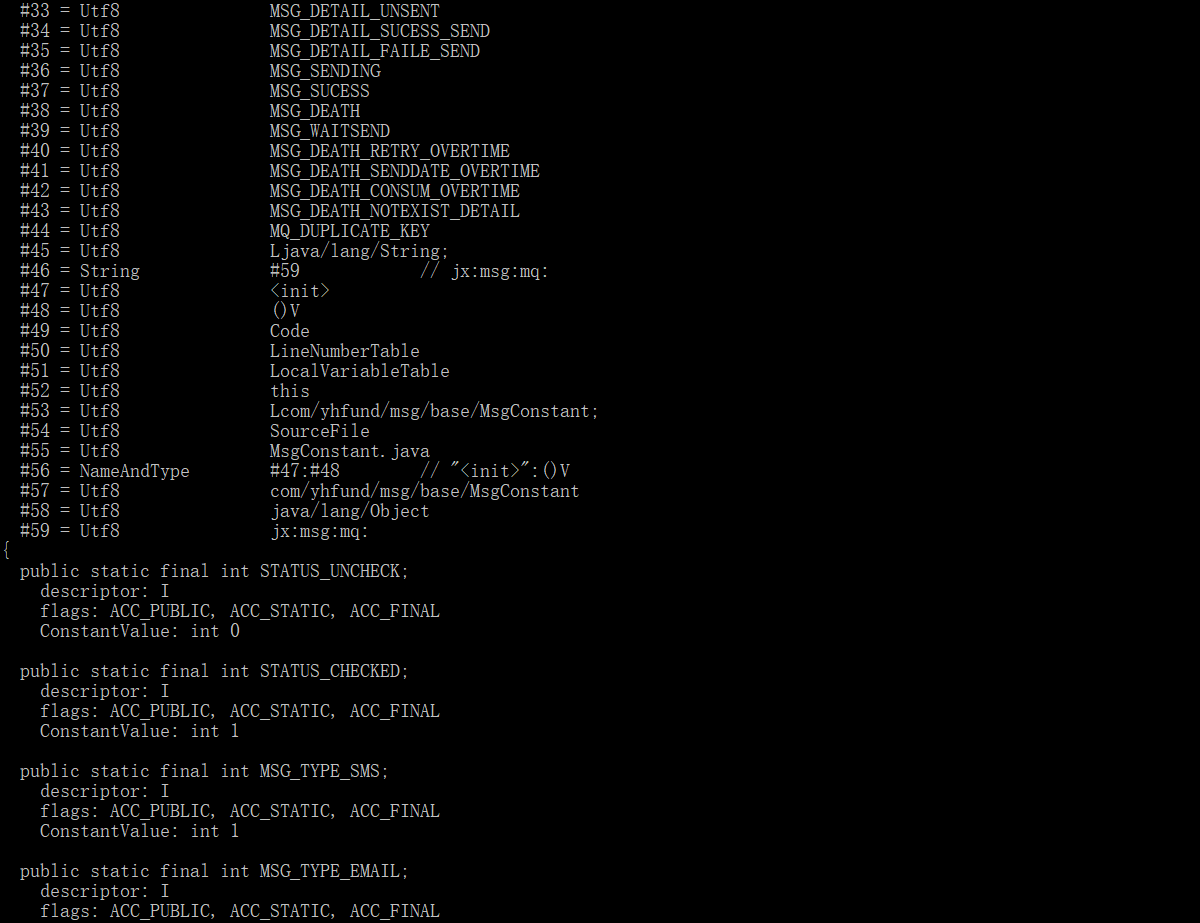 #33 = Utf8               MSG_DETAIL_UNSENT
#34 = Utf8               MSG_DETAIL_SUCESS_SEND
#35 = Utf8               MSG_DETAIL_FAILE_SEND
#36 = Utf8               MSG_SENDING
#37 = Utf8               MSG_SUCESS
#38 = Utf8               MSG_DEATH
#39 = Utf8               MSG_WAITSEND
#40 = Utf8               MSG_DEATH_RETRY_OVERTIME
#41 = Utf8               MSG_DEATH_SENDDATE_OVERTIME
#42 = Utf8               MSG_DEATH_CONSUM_OVERTIME
#43 = Utf8               MSG_DEATH_NOTEXIST_DETAIL
#44 = Utf8               MQ_DUPLICATE_KEY
#45 = Utf8               Ljava/lang/String;
#46 = String             #59        // jx:msg:mq:
#47 = Utf8               <init>
#48 = Utf8               ()V
#49 = Utf8               Code
#50 = Utf8               LineNumberTable
#51 = Utf8               LocalVariableTable
#52 = Utf8               this
#53 = Utf8               Lcom/yhfund/msg/base/MsgConstant;
#54 = Utf8               SourceFile
#55 = Utf8               MsgConstant.java
#56 = NameAndType        #47:#48        // "<init>":()V
#57 = Utf8               com/yhfund/msg/base/MsgConstant
#58 = Utf8               java/lang/Object
#59 = Utf8               jx:msg:mq:
{
public static final int STATUS_UNCHECK;
descriptor: I
flags: ACC_PUBLIC, ACC_STATIC, ACC_FINAL
ConstantValue: int 0
public static final int STATUS_CHECKED;
descriptor: I
flags: ACC_PUBLIC, ACC_STATIC, ACC_FINAL
ConstantValue: int 1
public static final int MSG_TYPE_SMS;
descriptor: I
flags: ACC_PUBLIC, ACC_STATIC, ACC_FINAL
ConstantValue: int 1
public static final int MSG_TYPE_EMAIL;
descriptor: I
flags: ACC_PUBLIC, ACC_STATIC, ACC_FINAL